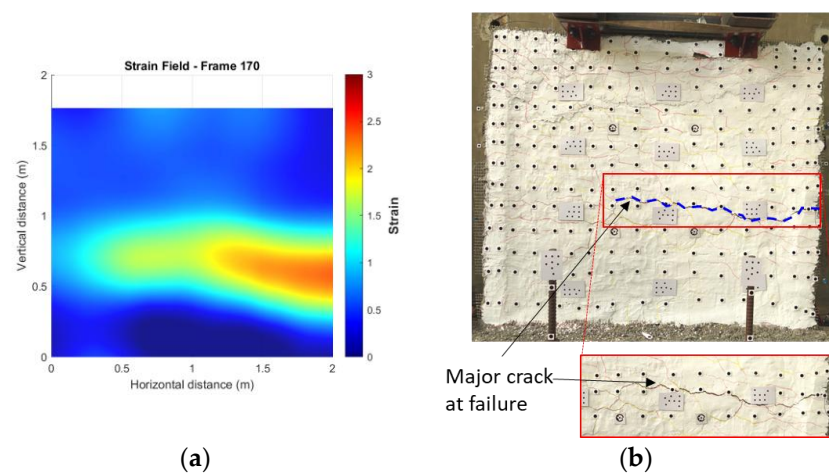 Strain Field - Frame 170
3
2.5
2
1.5
1
0.5
0
Strain
2
1.5
1
0.5
0
Vertical distance (m)
0
0.5
1
1.5
2
Horizontal distance (m)
Major crack
at failure
(a)
(b)